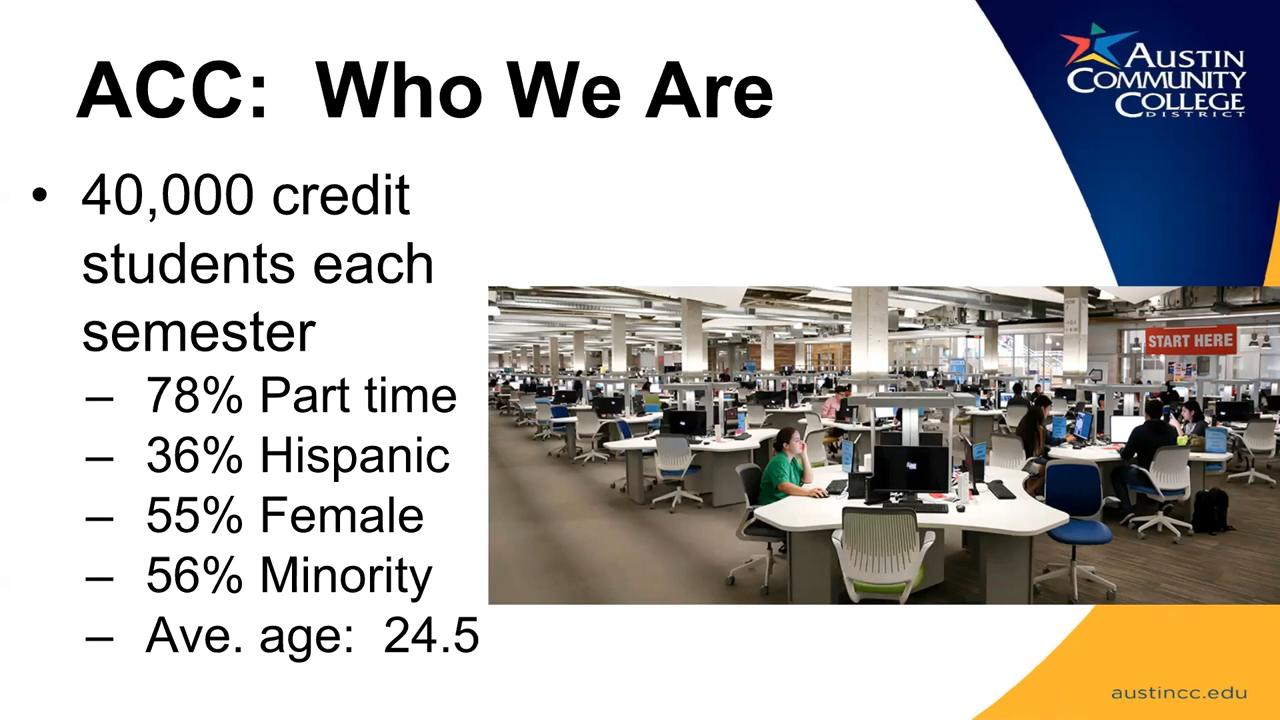 ACC: Who We Are
AUSTIN
COMMUNITY
COLLEGE
DISTRICT
• 40,000 credit
students each
semester
– 78% Part time
– 36% Hispanic
– 55% Female
– 56% Minority
– Ave. age: 24.5
START HERE
austincc.edu